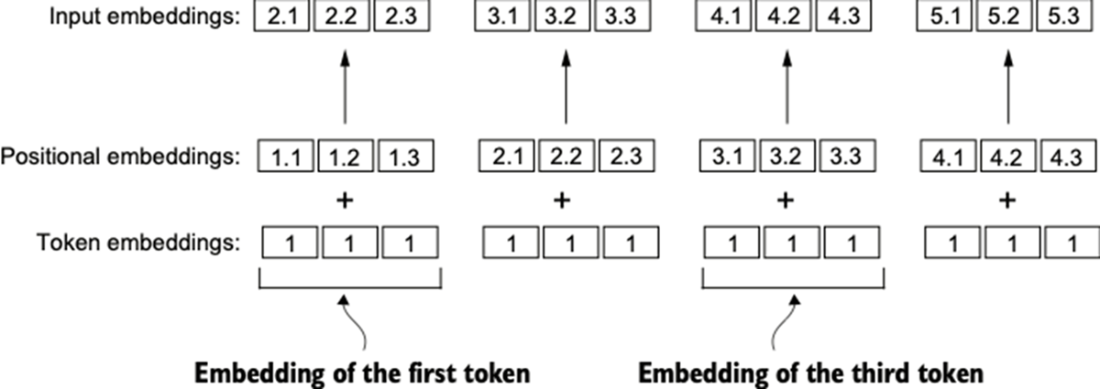 Input embeddings: 2.1 2.2 2.3 3.1 3.2 3.3 4.1 4.2 4.3 5.1 5.2 5.3
Positional embeddings: 1.1 1.2 1.3 2.1 2.2 2.3 3.1 3.2 3.3 4.1 4.2 4.3
+ + + +
Token embeddings: 1 1 1 1 1 1 1 1 1 1 1 1
Embedding of the first token Embedding of the third token